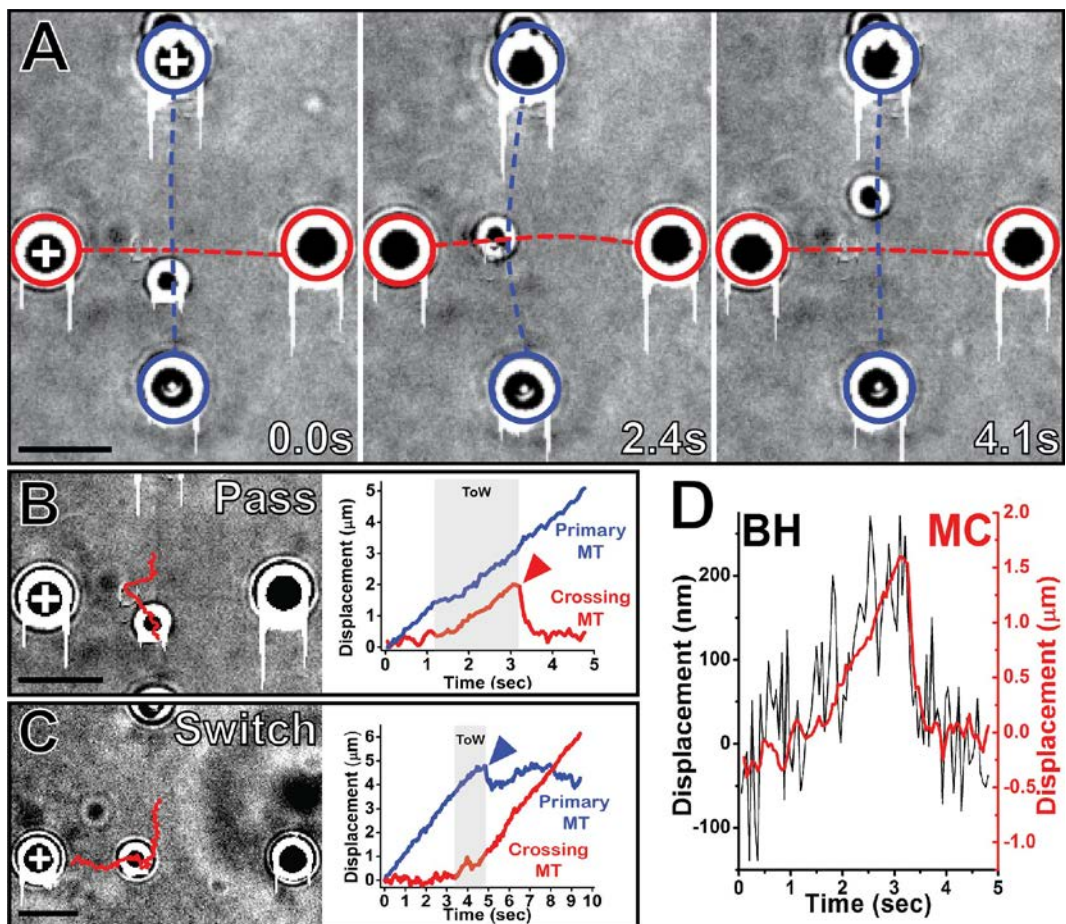 A
+
+
0.0s
2.4s
4.1s
B
Pass
+
Displacement (μm)
5
4
3
2
1
0
ToW
Primary
MT
Crossing
MT
0 1 2 3 4 5
Time (sec)
C
Switch
+
Displacement (μm)
6
5
4
3
2
1
0
ToW
Primary
MT
Crossing
MT
0 1 2 3 4 5 6 7 8 9 10
Time (sec)
D
BH
MC
Displacement (nm)
200
100
0
-100
2.0
1.5
1.0
0.5
0.0
-0.5
-1.0
Displacement (μm)
0 1 2 3 4 5
Time (sec)